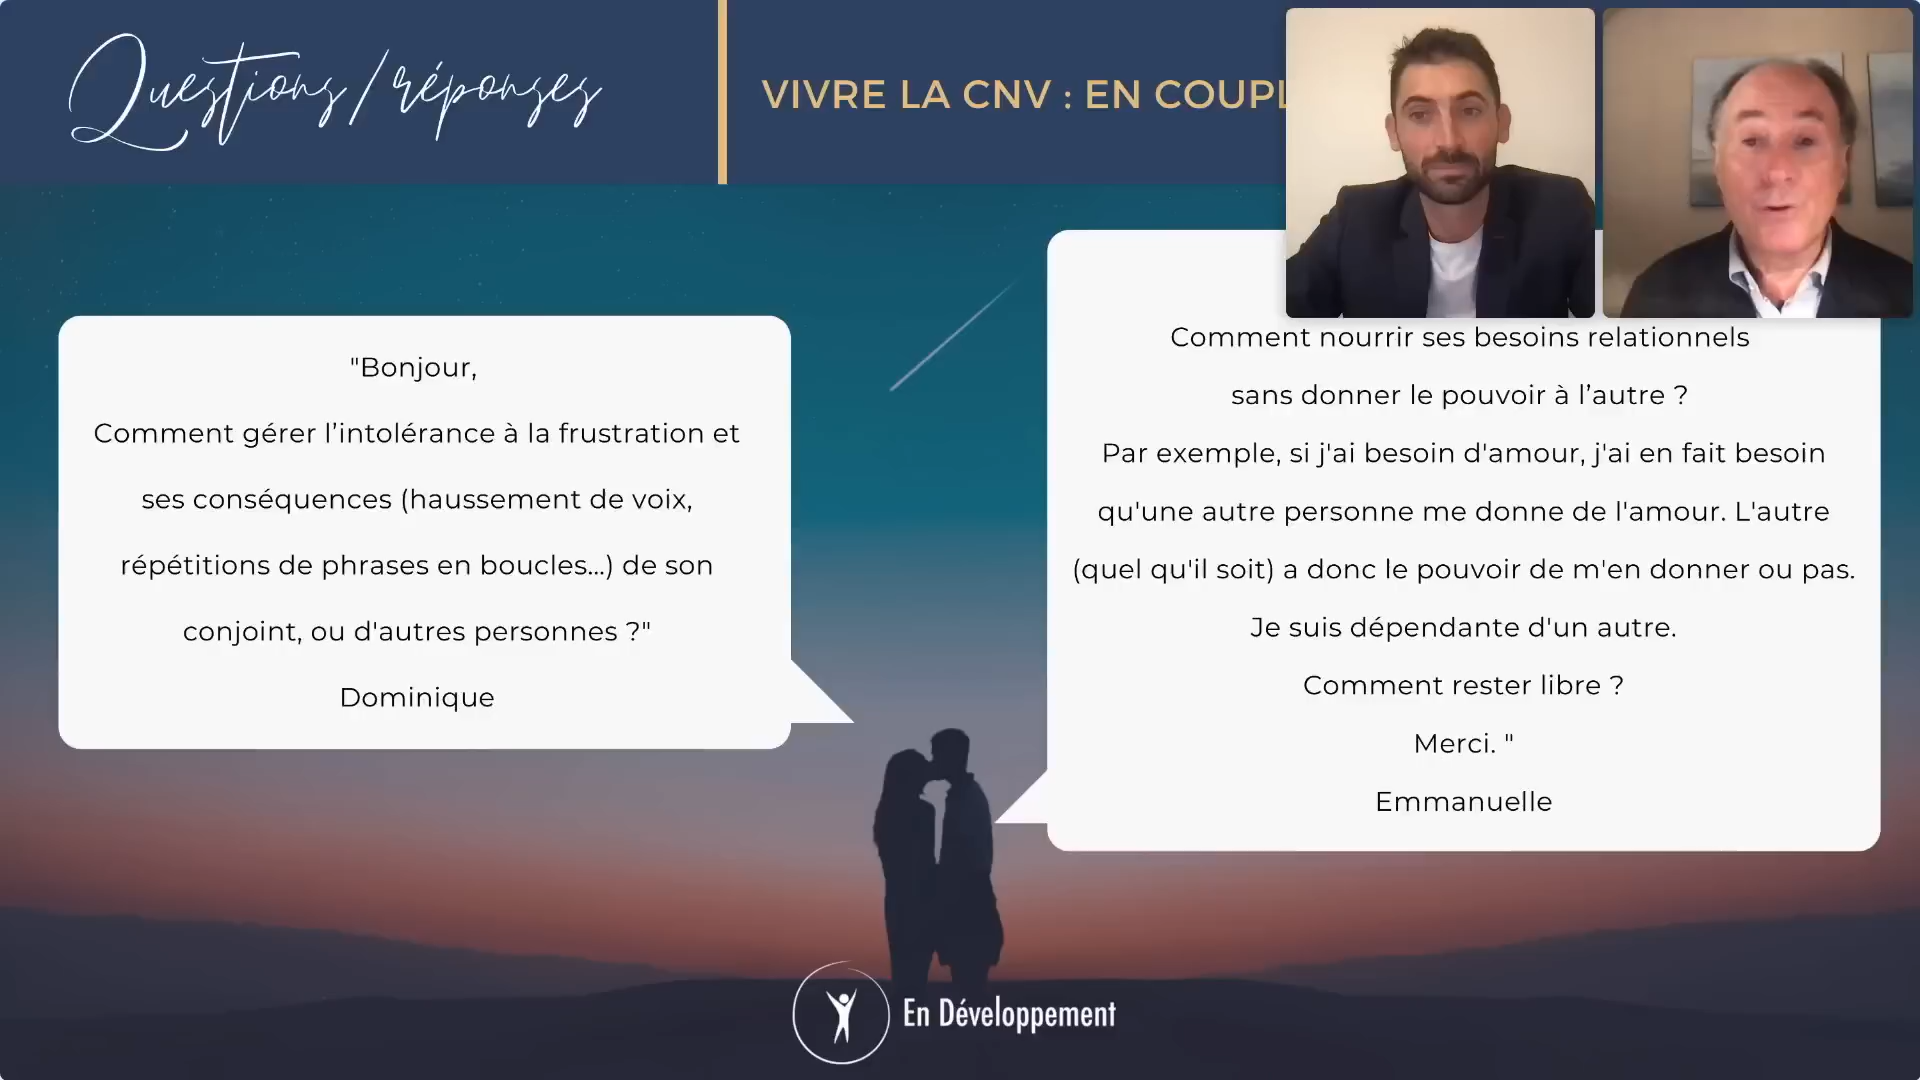 Questions/réponses
VIVRE LA CNV : EN COUPL
"Bonjour,
Comment gérer l’intolérance à la frustration et
ses conséquences (haussement de voix,
répétitions de phrases en boucles...) de son
conjoint, ou d'autres personnes ?"
Dominique
Comment nourrir ses besoins relationnels
sans donner le pouvoir à l’autre ?
Par exemple, si j'ai besoin d'amour, j'ai en fait besoin
qu'une autre personne me donne de l'amour. L'autre
(quel qu'il soit) a donc le pouvoir de m'en donner ou pas.
Je suis dépendante d'un autre.
Comment rester libre ?
Merci. "
Emmanuelle
En Développement